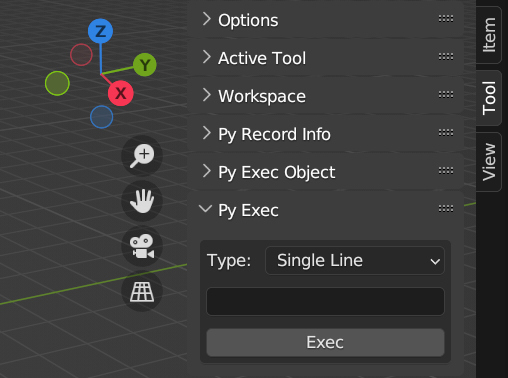 Z
Y
X
Options
Active Tool
Workspace
Py Record Info
Py Exec Object
Py Exec
Type: Single Line
Exec
Item
Tool
View